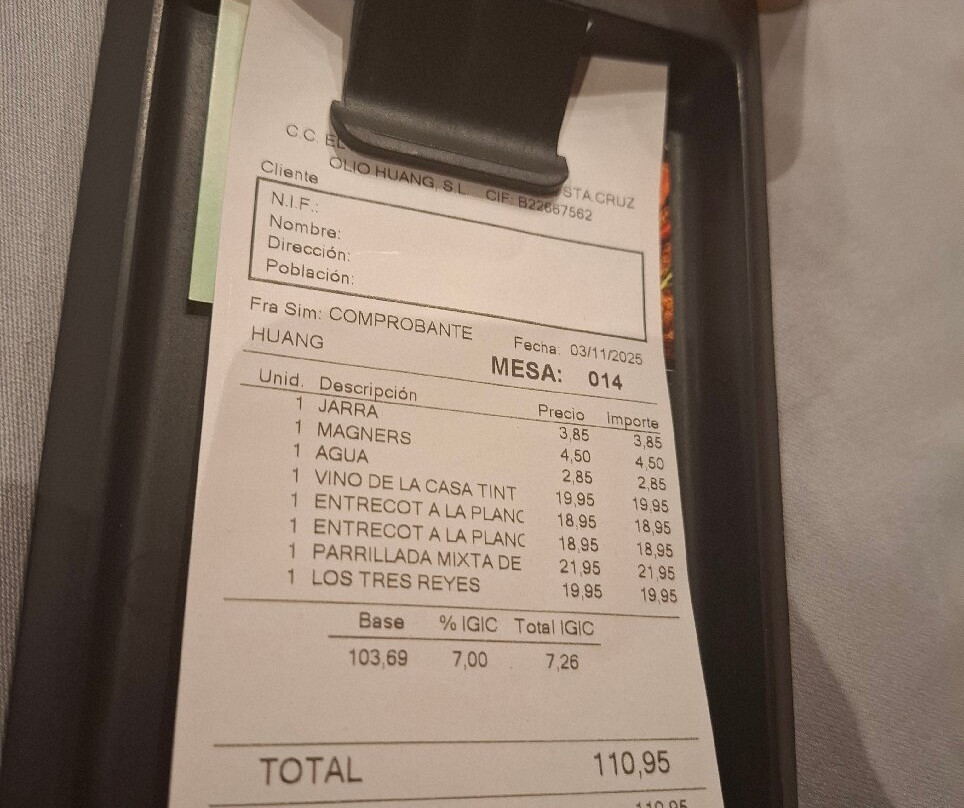 C.C. STA.CRUZ
OLIO HUANG, S.L. CIF: B22667562
Cliente
N.I.F.:
Nombre:
Dirección:
Población:
Fra Sim: COMPROBANTE Fecha: 03/11/2025
HUANG MESA: 014
Unid. Descripción Precio Importe
1 JARRA 3,85 3,85
1 MAGNERS 4,50 4,50
1 AGUA 2,85 2,85
1 VINO DE LA CASA TINT 19,95 19,95
1 ENTRECOT A LA PLANC 18,95 18,95
1 ENTRECOT A LA PLANC 18,95 18,95
1 PARRILLADA MIXTA DE 21,95 21,95
1 LOS TRES REYES 19,95 19,95
Base % IGIC Total IGIC
103,69 7,00 7,26
TOTAL 110,95
110,95